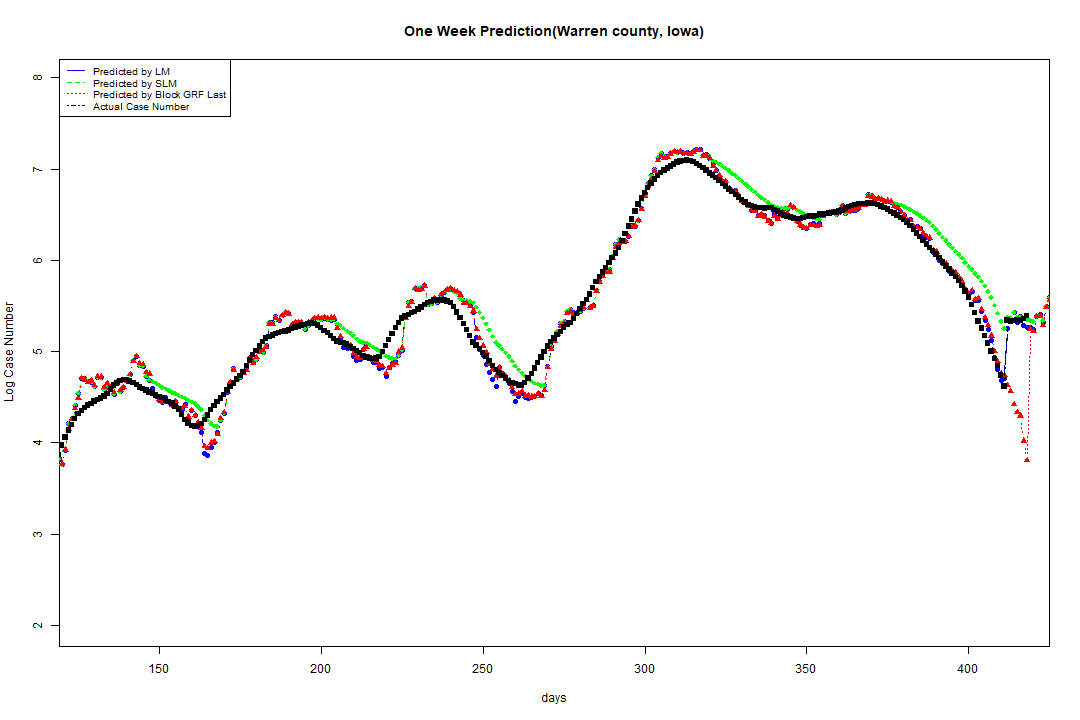 One Week Prediction(Warren county, Iowa)
Predicted by LM
Predicted by SLM
Predicted by Block GRF Last
Actual Case Number
Log Case Number
8
7
6
5
4
3
2
150 200 250 300 350 400
days